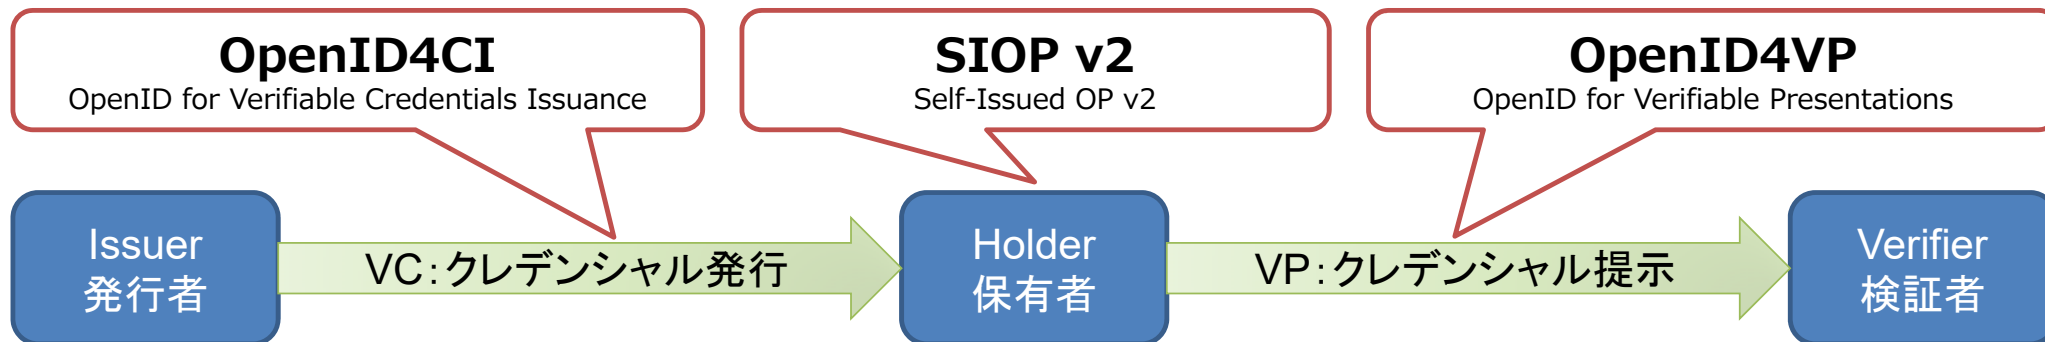 OpenID4CI
OpenID for Verifiable Credentials Issuance
SIOP v2
Self-Issued OP v2
OpenID4VP
OpenID for Verifiable Presentations
Issuer
発行者
VC：クレデンシャル発行
Holder
保有者
VP：クレデンシャル提示
Verifier
検証者